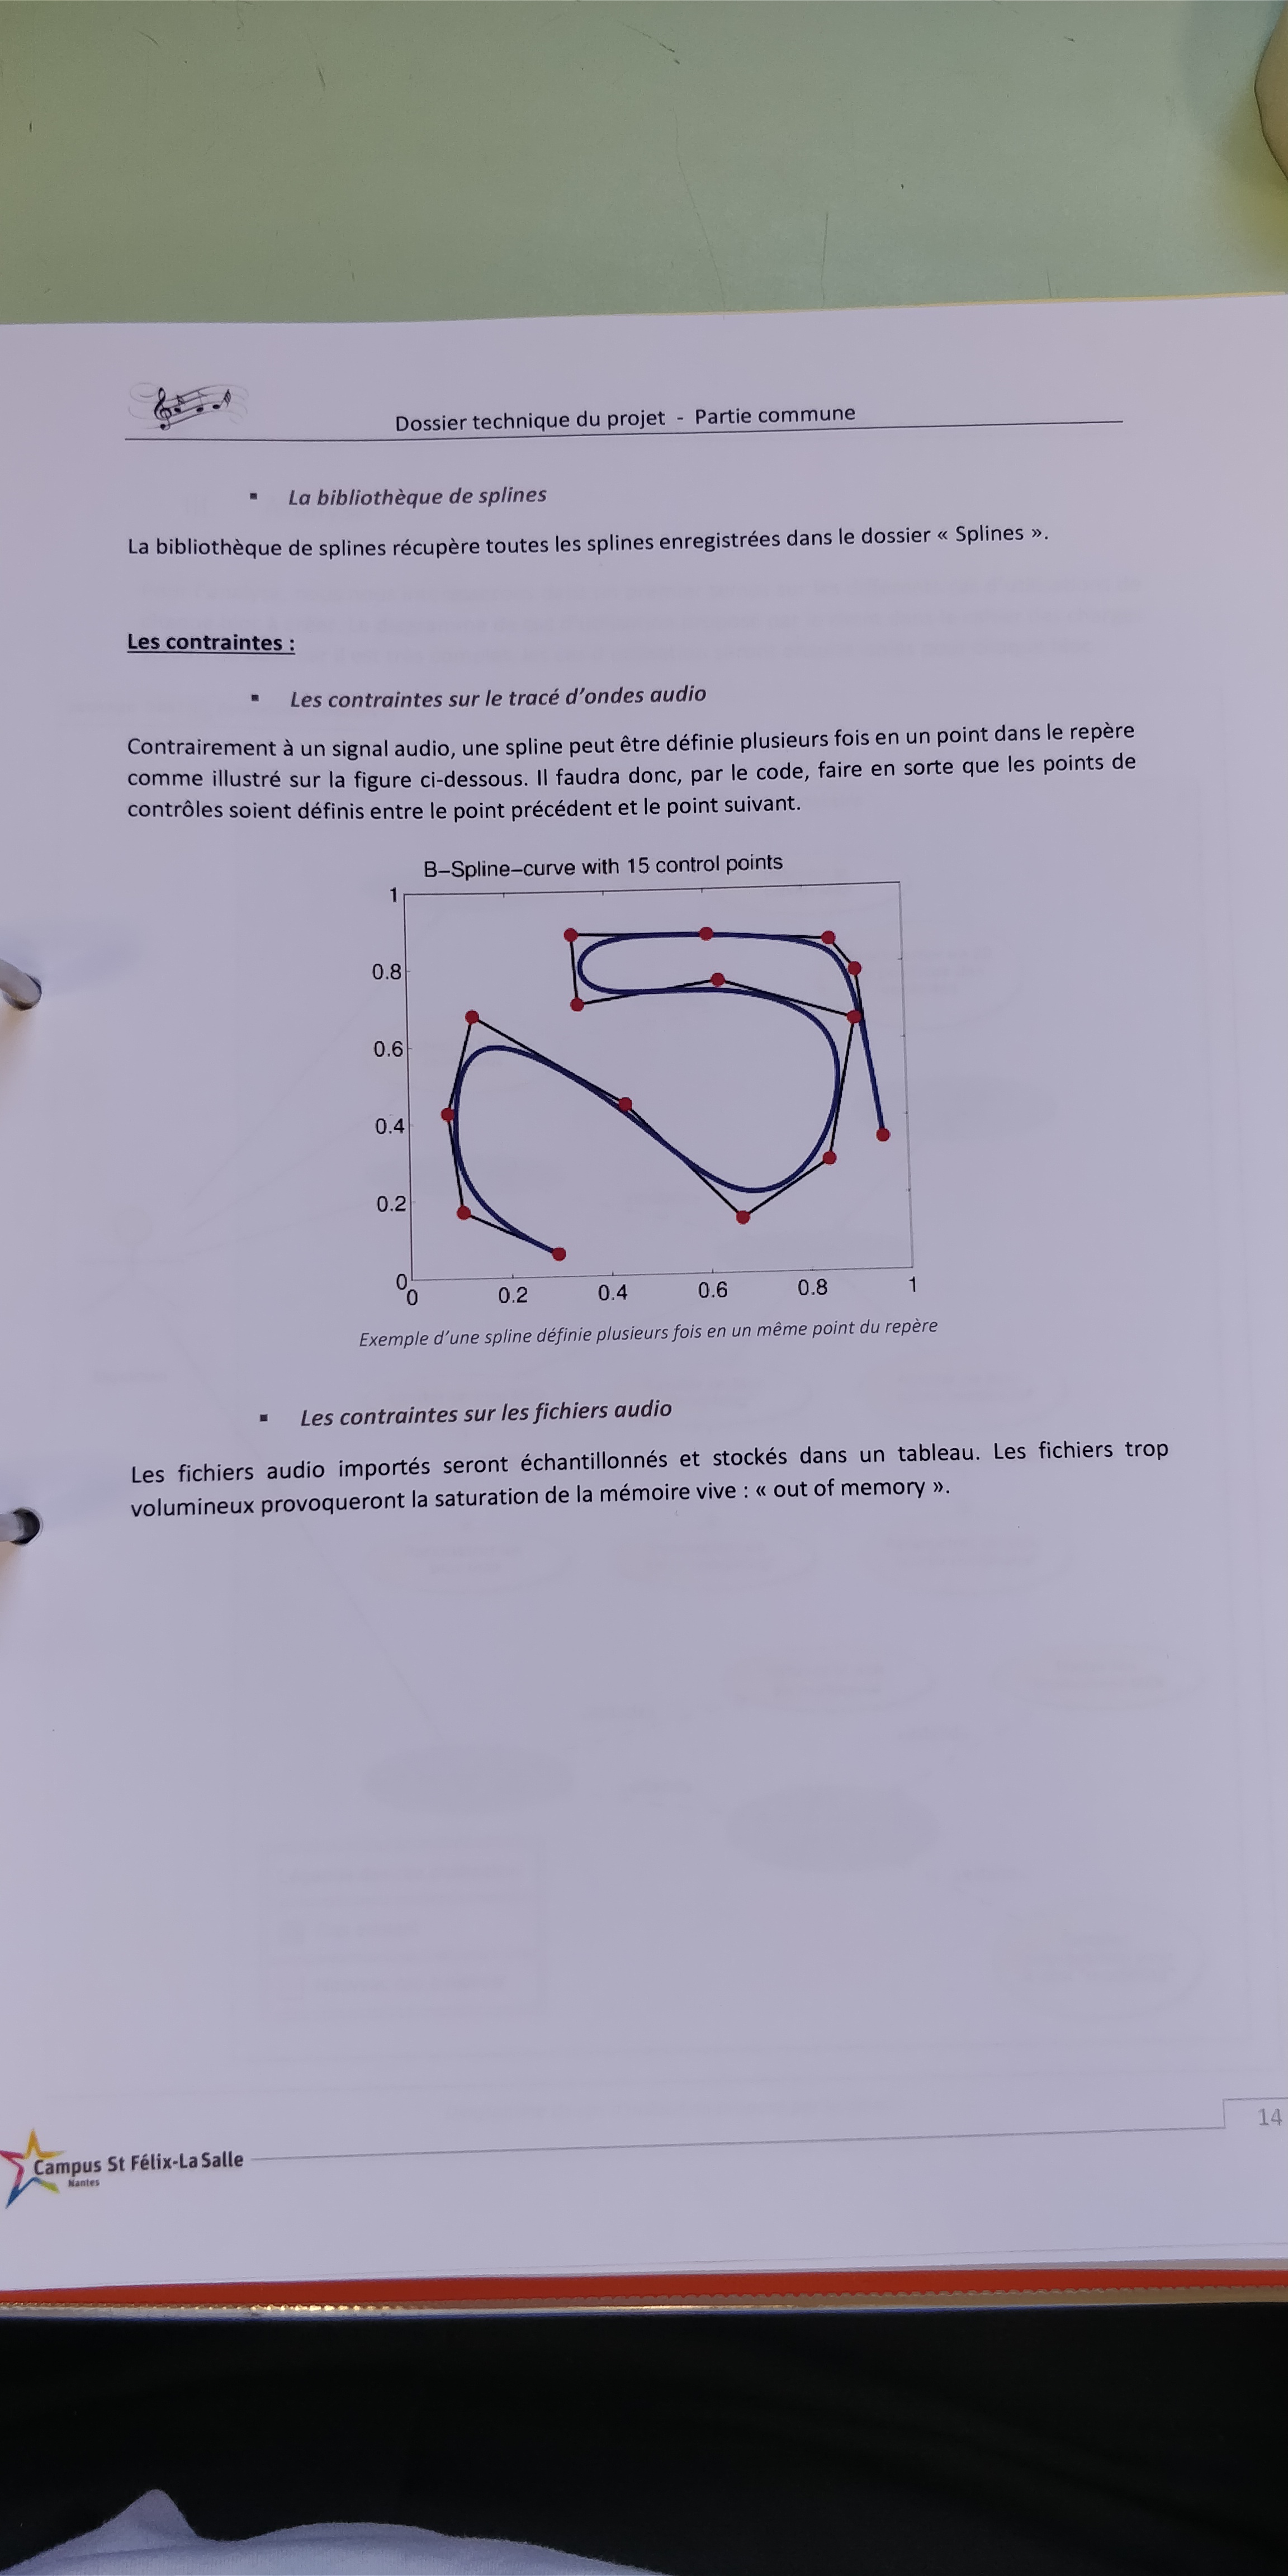 Dossier technique du projet - Partie commune
▪ La bibliothèque de splines
La bibliothèque de splines récupère toutes les splines enregistrées dans le dossier « Splines ».
Les contraintes :
▪ Les contraintes sur le tracé d’ondes audio
Contrairement à un signal audio, une spline peut être définie plusieurs fois en un point dans le repère
comme illustré sur la figure ci-dessous. Il faudra donc, par le code, faire en sorte que les points de
contrôles soient définis entre le point précédent et le point suivant.
B–Spline–curve with 15 control points
1
0.8
0.6
0.4
0.2
0
0 0.2 0.4 0.6 0.8 1
Exemple d’une spline définie plusieurs fois en un même point du repère
▪ Les contraintes sur les fichiers audio
Les fichiers audio importés seront échantillonnés et stockés dans un tableau. Les fichiers trop
volumineux provoqueront la saturation de la mémoire vive : « out of memory ».
14
Campus St Félix-La Salle
Nantes